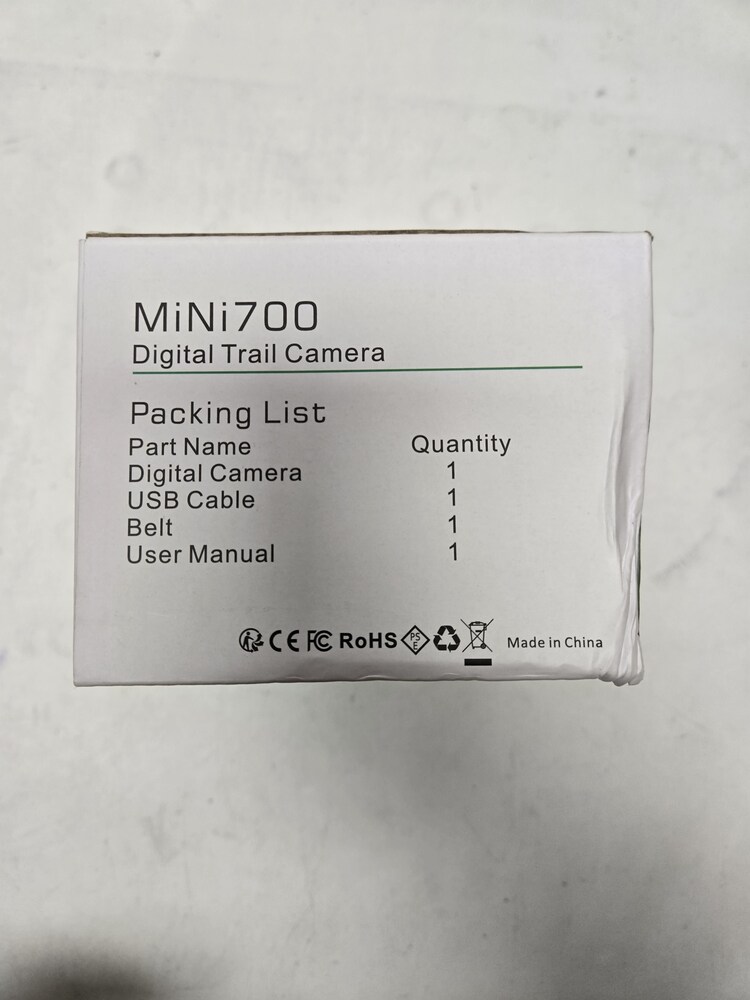 MiNi700
Digital Trail Camera
Packing List
Part Name Quantity
Digital Camera 1
USB Cable 1
Belt 1
User Manual 1
CE FC RoHS PS E Made in China